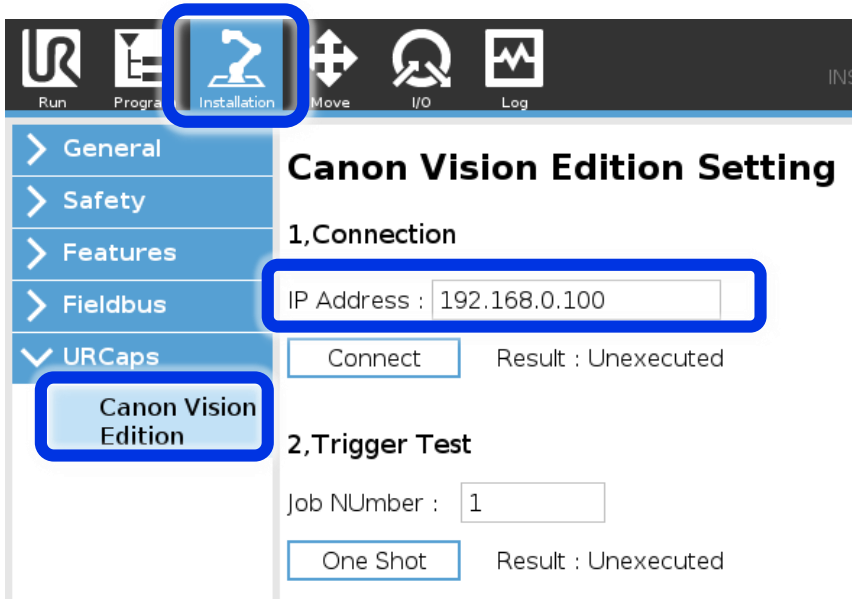 Run Progra Installation Move I/O Log
INS
General
Safety
Features
Fieldbus
URCaps
Canon Vision
Edition
Canon Vision Edition Setting
1,Connection
IP Address : 192.168.0.100
Connect Result : Unexecuted
2,Trigger Test
Job NUmber : 1
One Shot Result : Unexecuted